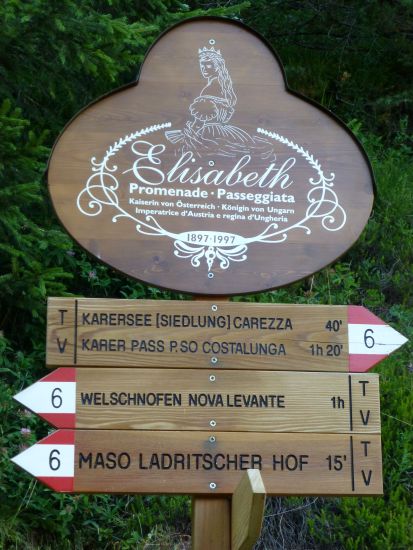 Elisabeth
Promenade · Passeggiata
Kaiserin von Österreich · Königin von Ungarn
Imperatrice d'Austria e regina d'Ungheria
1897·1997
T KARERSEE [SIEDLUNG] CAREZZA 40' 6
V KARER PASS P.SO COSTALUNGA 1h 20'
6 WELSCHNOFEN NOVA LEVANTE 1h T V
6 MASO LADRITSCHER HOF 15' T V